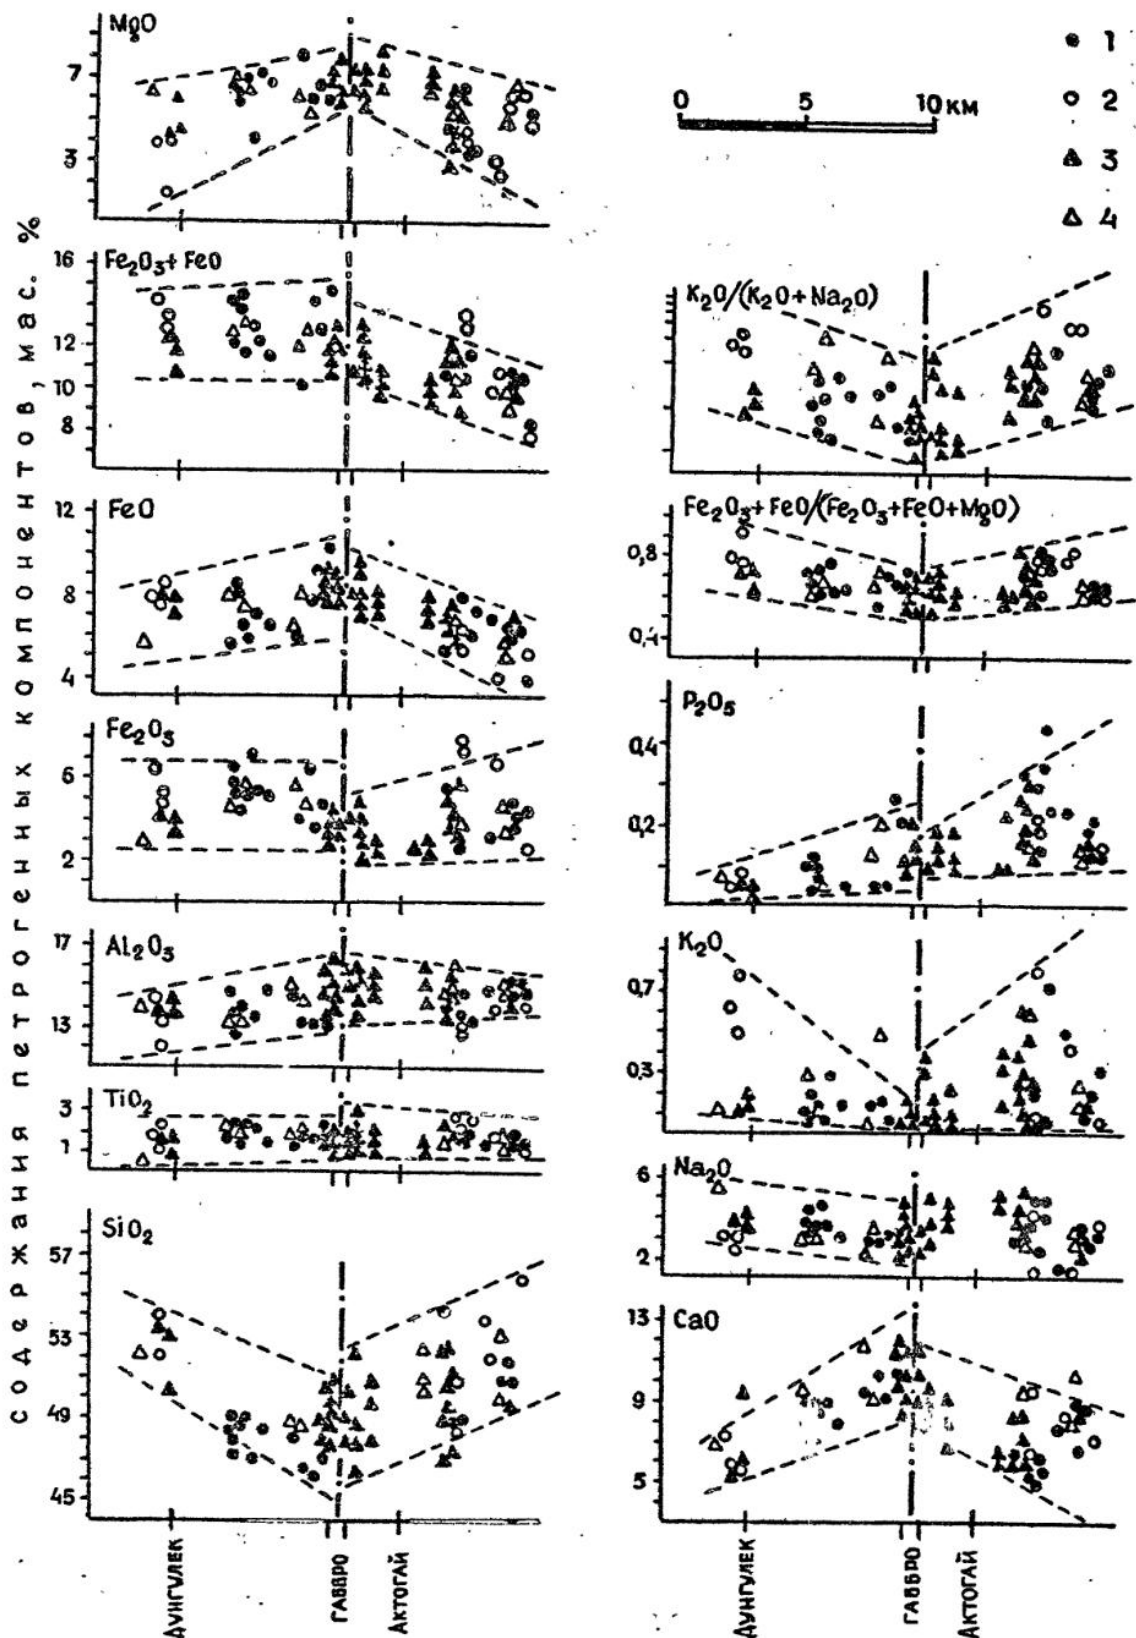 Содержания петрогенных компонентов, мас. %
MgO
7
3
Fe₂O₃+FeO
16
12
10
8
FeO
12
8
4
Fe₂O₃
6
2
Al₂O₃
17
13
TiO₂
3
1
SiO₂
57
53
49
45
ДУНГУЛЕК
ГАББРО
АКТОГАЙ
0 5 10 КМ
1
2
3
4
K₂O/(K₂O+Na₂O)
Fe₂O₃+FeO/(Fe₂O₃+FeO+MgO)
0,8
0,4
P₂O₅
0,4
0,2
K₂O
0,7
0,3
Na₂O
6
2
CaO
13
9
5
ДУНГУЛЕК
ГАББРО
АКТОГАЙ